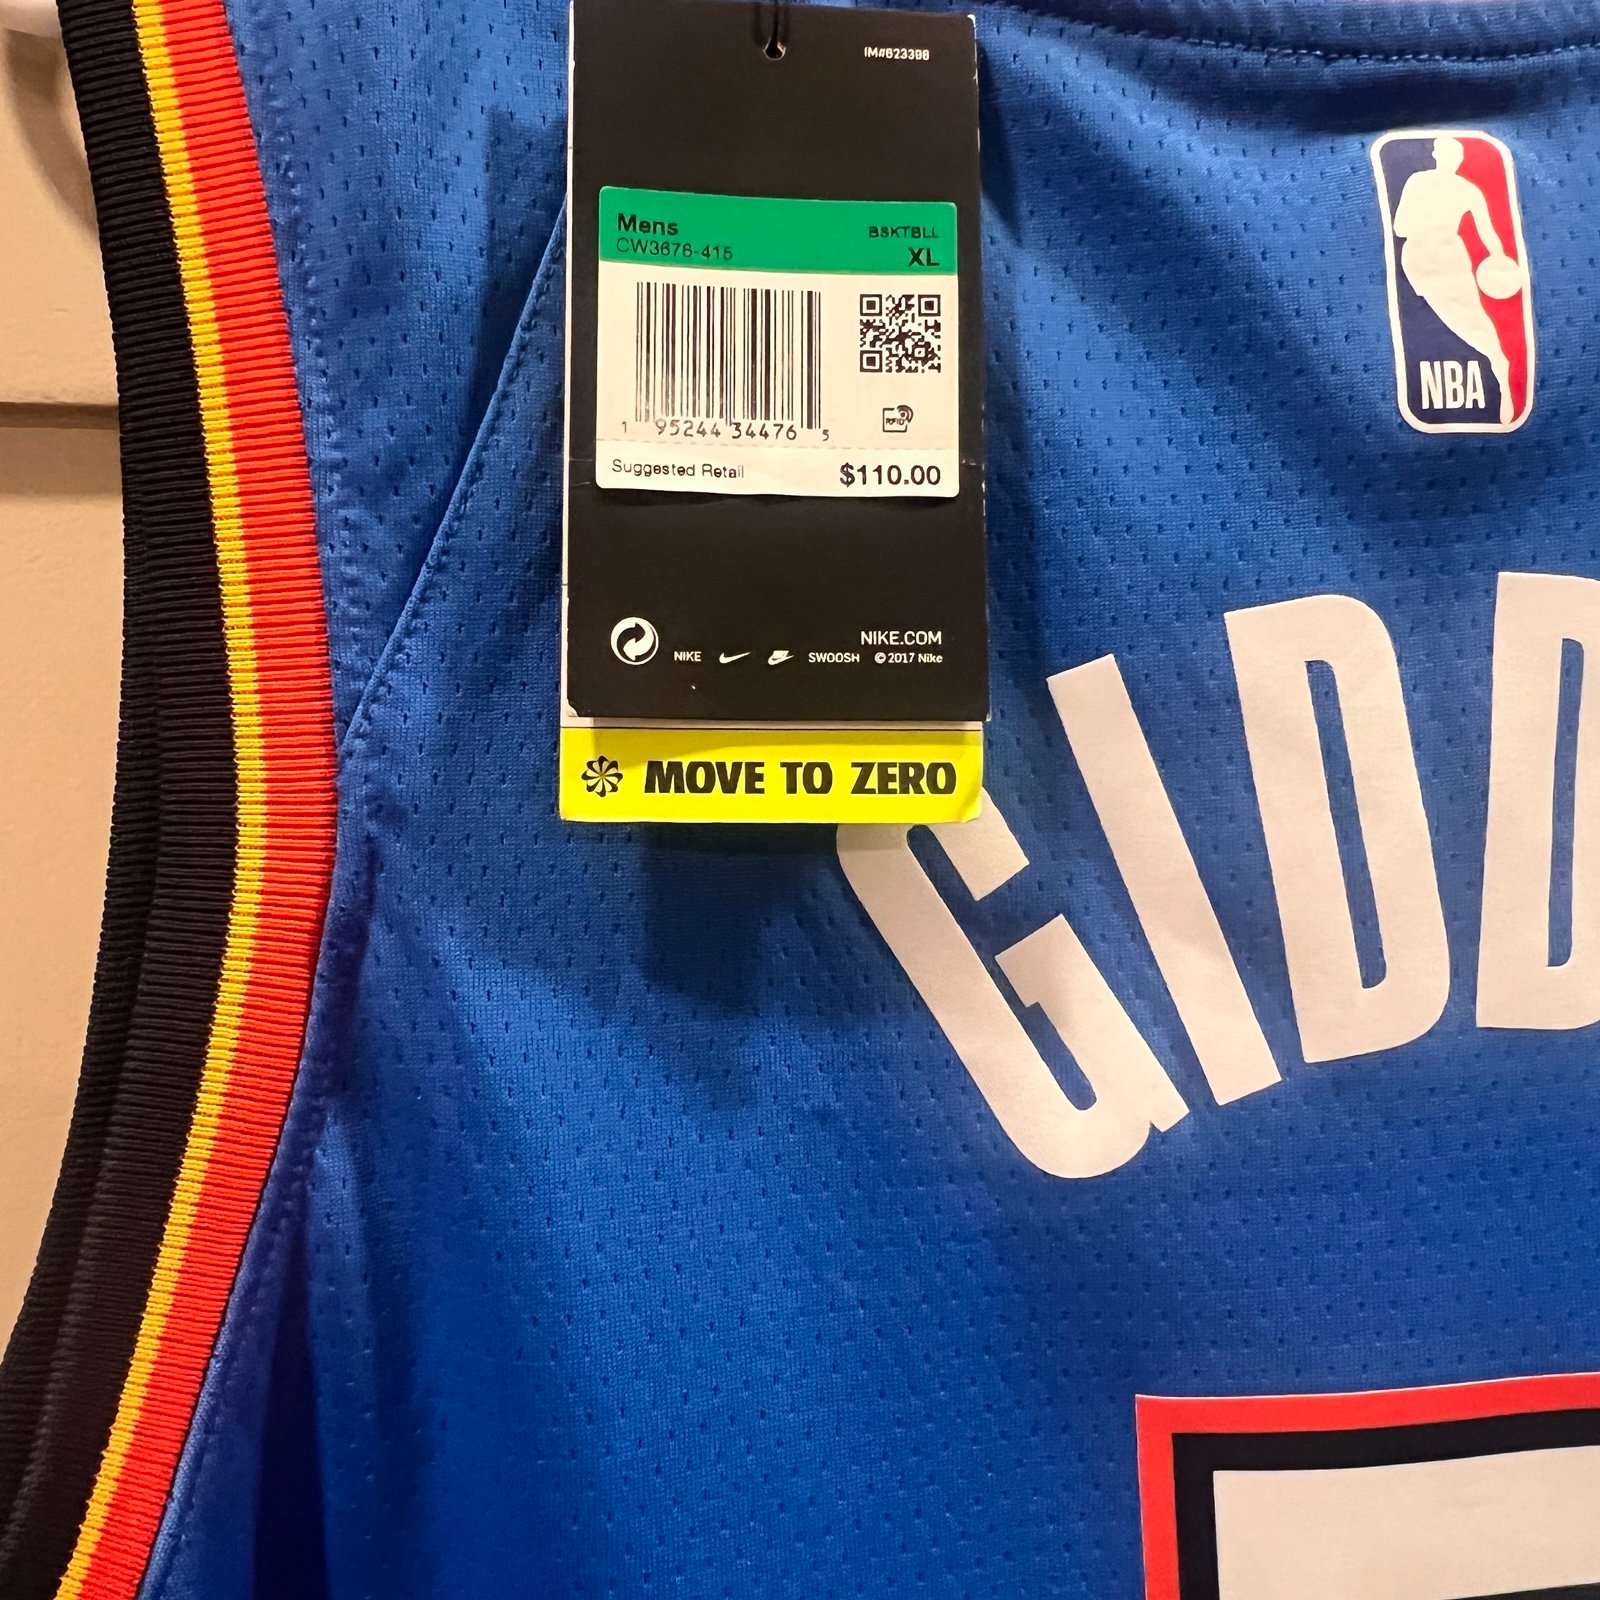 IM#623398
Mens
BSKTBLL
CW3676-415
XL
1 95244 34476 5
RFID
Suggested Retail
$110.00
NIKE.COM
NIKE SWOOSH © 2017 Nike
MOVE TO ZERO
NBA
GIDD